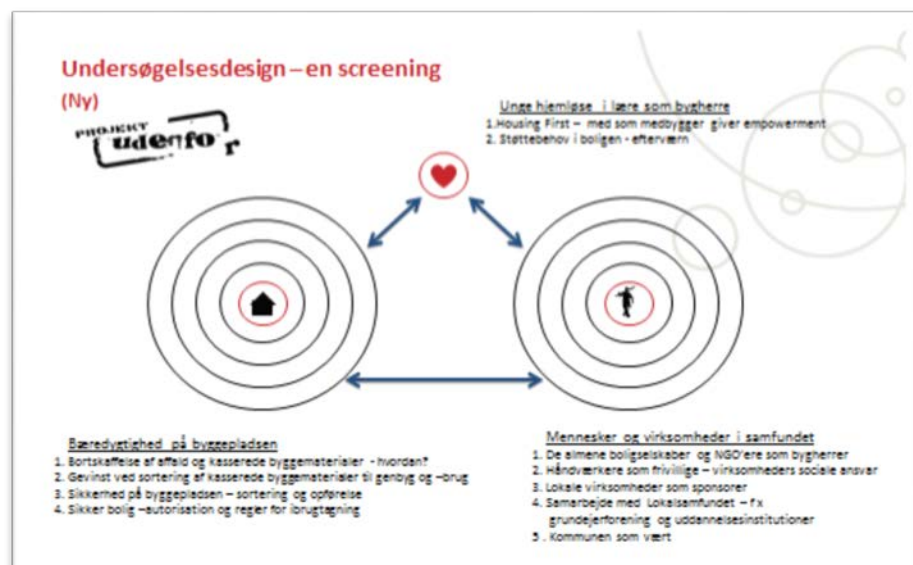 Undersøgelsesdesign – en screening
(Ny)
PROJEKT
udenfor
Unge hjemløse i lære som bygherre
1.Housing First – med som medbygger giver empowerment
2. Støttebehov i boligen - efterværn
Bæredygtighed på byggepladsen
1. Bortskaffelse af affald og kasserede byggematerialer - hvordan?
2. Gevinst ved sortering af kasserede byggematerialer til genbyg og –brug
3. Sikkerhed på byggepladsen – sortering og opførelse
4. Sikker bolig –autorisation og regler for ibrugtagning
Mennesker og virksomheder i samfundet
1. De almene boligselskaber og NGO'ere som bygherrer
2. Håndværkere som frivillige – virksomheders sociale ansvar
3. Lokale virksomheder som sponsorer
4. Samarbejde med Lokalsamfundet – fx
grundejerforening og uddannelsesinstitutioner
5 . Kommunen som vært